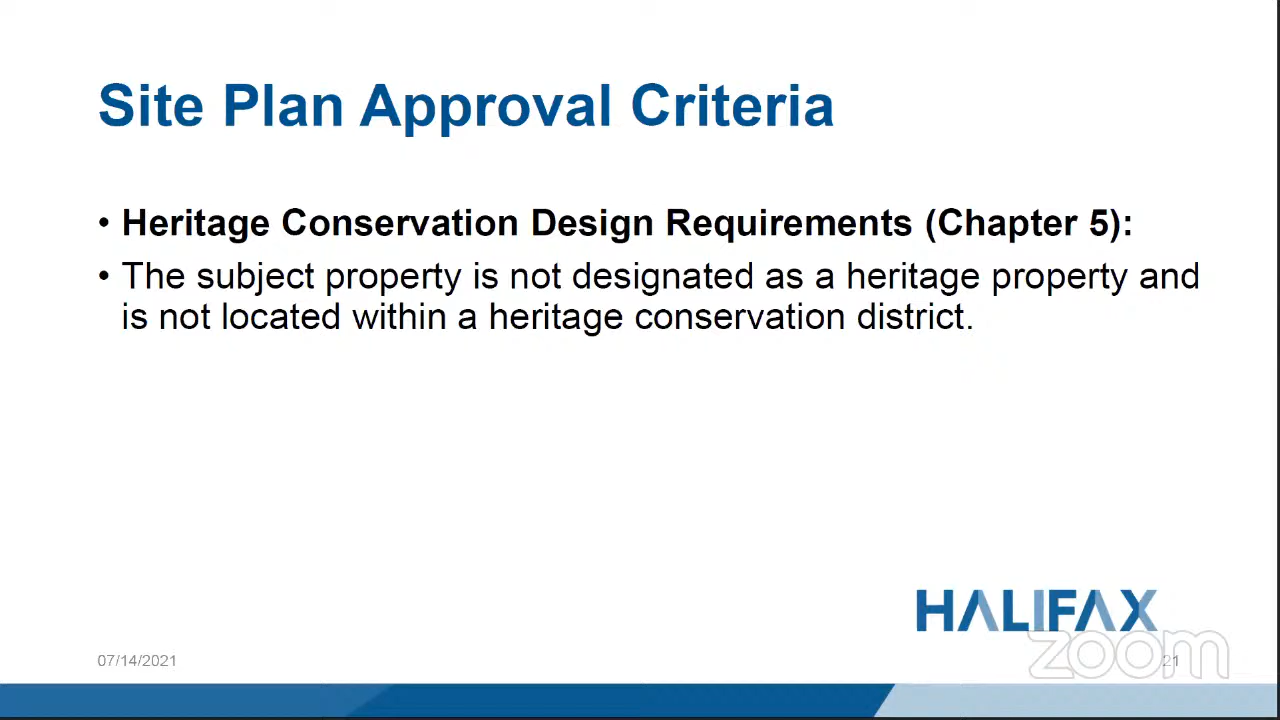 Site Plan Approval Criteria
• Heritage Conservation Design Requirements (Chapter 5):
• The subject property is not designated as a heritage property and
is not located within a heritage conservation district.
HALIFAX
zoom
07/14/2021
21